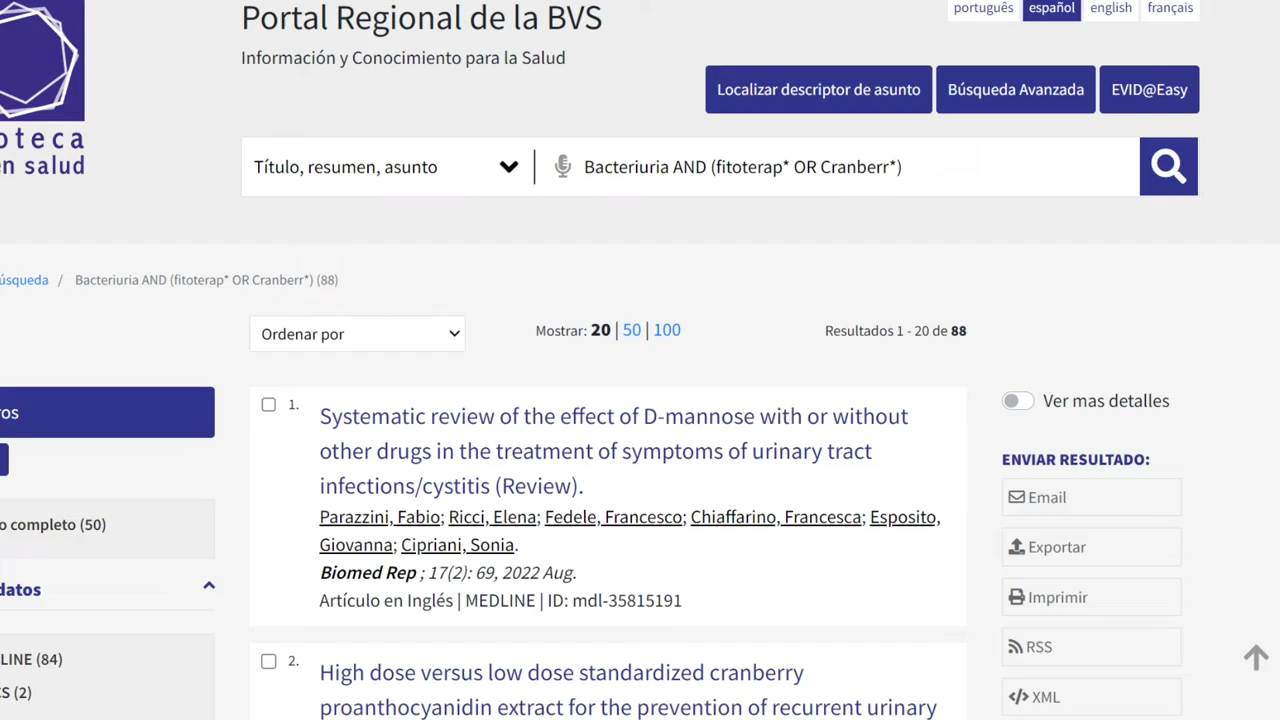 Portal Regional de la BVS
Información y Conocimiento para la Salud
português español english français
Localizar descriptor de asunto Búsqueda Avanzada EVID@Easy
oteca
en salud
Título, resumen, asunto Bacteriuria AND (fitoterap* OR Cranberr*)
úsqueda / Bacteriuria AND (fitoterap* OR Cranberr*) (88)
Ordenar por Mostrar: 20 | 50 | 100 Resultados 1 - 20 de 88
ros
o completo (50)
datos
LINE (84)
CS (2)
1. Systematic review of the effect of D-mannose with or without
other drugs in the treatment of symptoms of urinary tract
infections/cystitis (Review).
Parazzini, Fabio; Ricci, Elena; Fedele, Francesco; Chiaffarino, Francesca; Esposito,
Giovanna; Cipriani, Sonia.
Biomed Rep ; 17(2): 69, 2022 Aug.
Artículo en Inglés | MEDLINE | ID: mdl-35815191
2. High dose versus low dose standardized cranberry
proanthocyanidin extract for the prevention of recurrent urinary
Ver mas detalles
ENVIAR RESULTADO:
Email
Exportar
Imprimir
RSS
XML